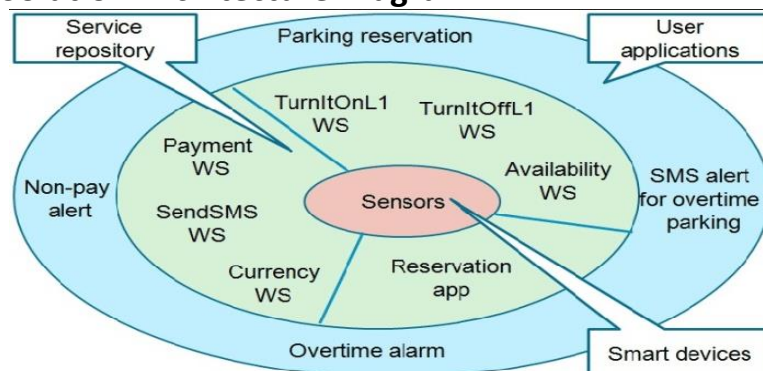 Service
repository
Parking reservation
User
applications
TurnItOnL1
WS
TurnItOffL1
WS
Payment
WS
Availability
WS
Non-pay
alert
Sensors
SMS alert
for overtime
parking
SendSMS
WS
Currency
WS
Reservation
app
Overtime alarm
Smart devices